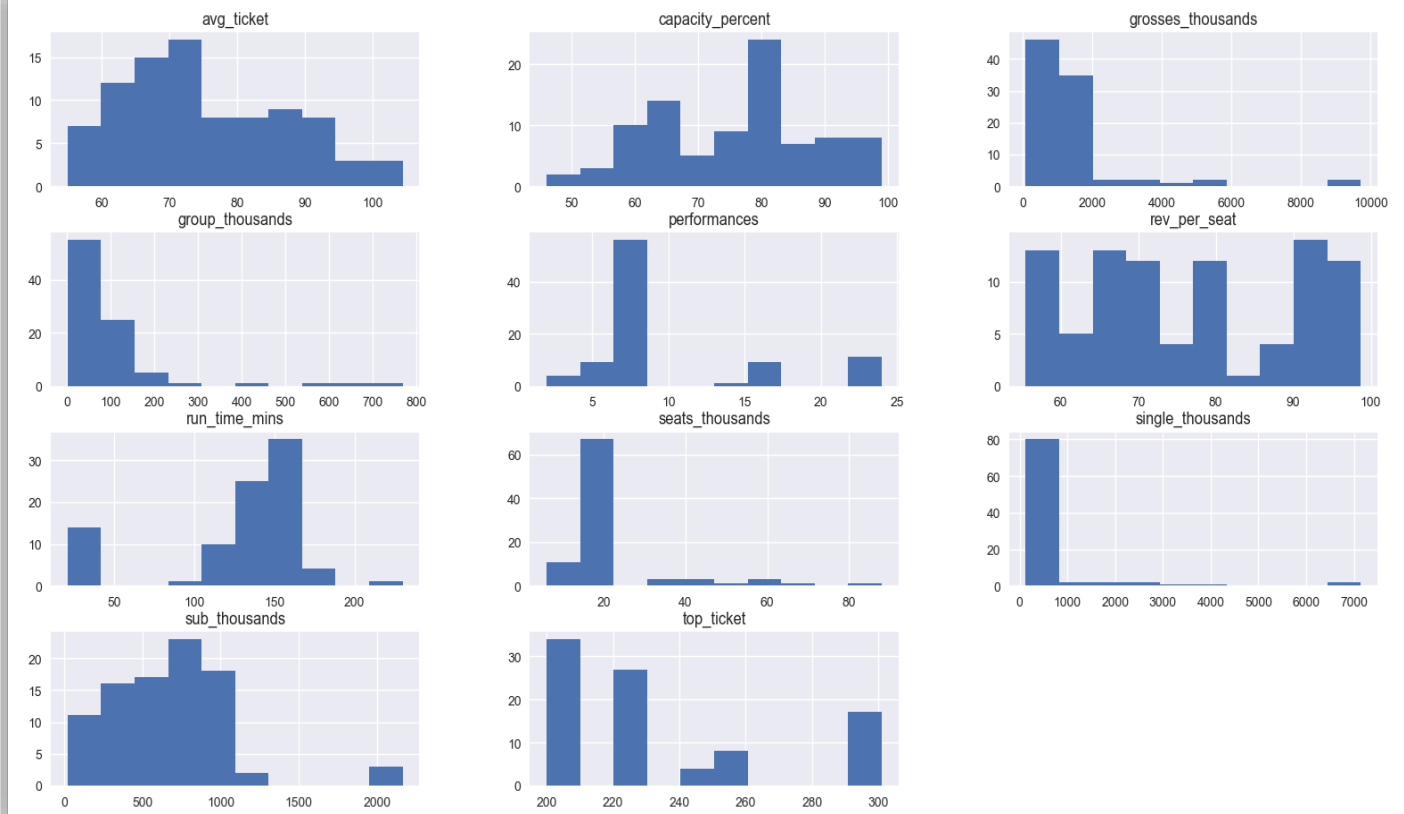 avg_ticket capacity_percent grosses_thousands
15 10 5 0
60 70 80 90 100
20 10 0
50 60 70 80 90 100
40 30 20 10 0
0 2000 4000 6000 8000 10000
group_thousands performances rev_per_seat
40 20 0
0 100 200 300 400 500 600 700 800
40 20 0
5 10 15 20 25
10 5 0
60 70 80 90 100
run_time_mins seats_thousands single_thousands
30 20 10 0
50 100 150 200
60 40 20 0
20 40 60 80
80 60 40 20 0
0 1000 2000 3000 4000 5000 6000 7000
sub_thousands top_ticket
20 15 10 5 0
0 500 1000 1500 2000
30 20 10 0
200 220 240 260 280 300